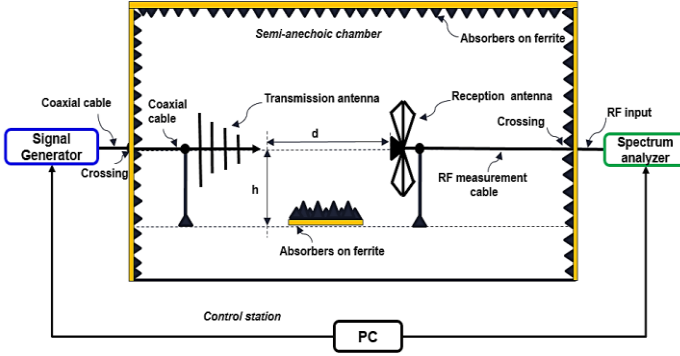 Semi-anechoic chamber
Absorbers on ferrite
Coaxial cable
Coaxial
cable
Transmission antenna
Reception antenna
Crossing
RF input
Signal
Generator
Crossing
d
Spectrum
analyzer
RF measurement
cable
h
Absorbers on ferrite
Control station
PC